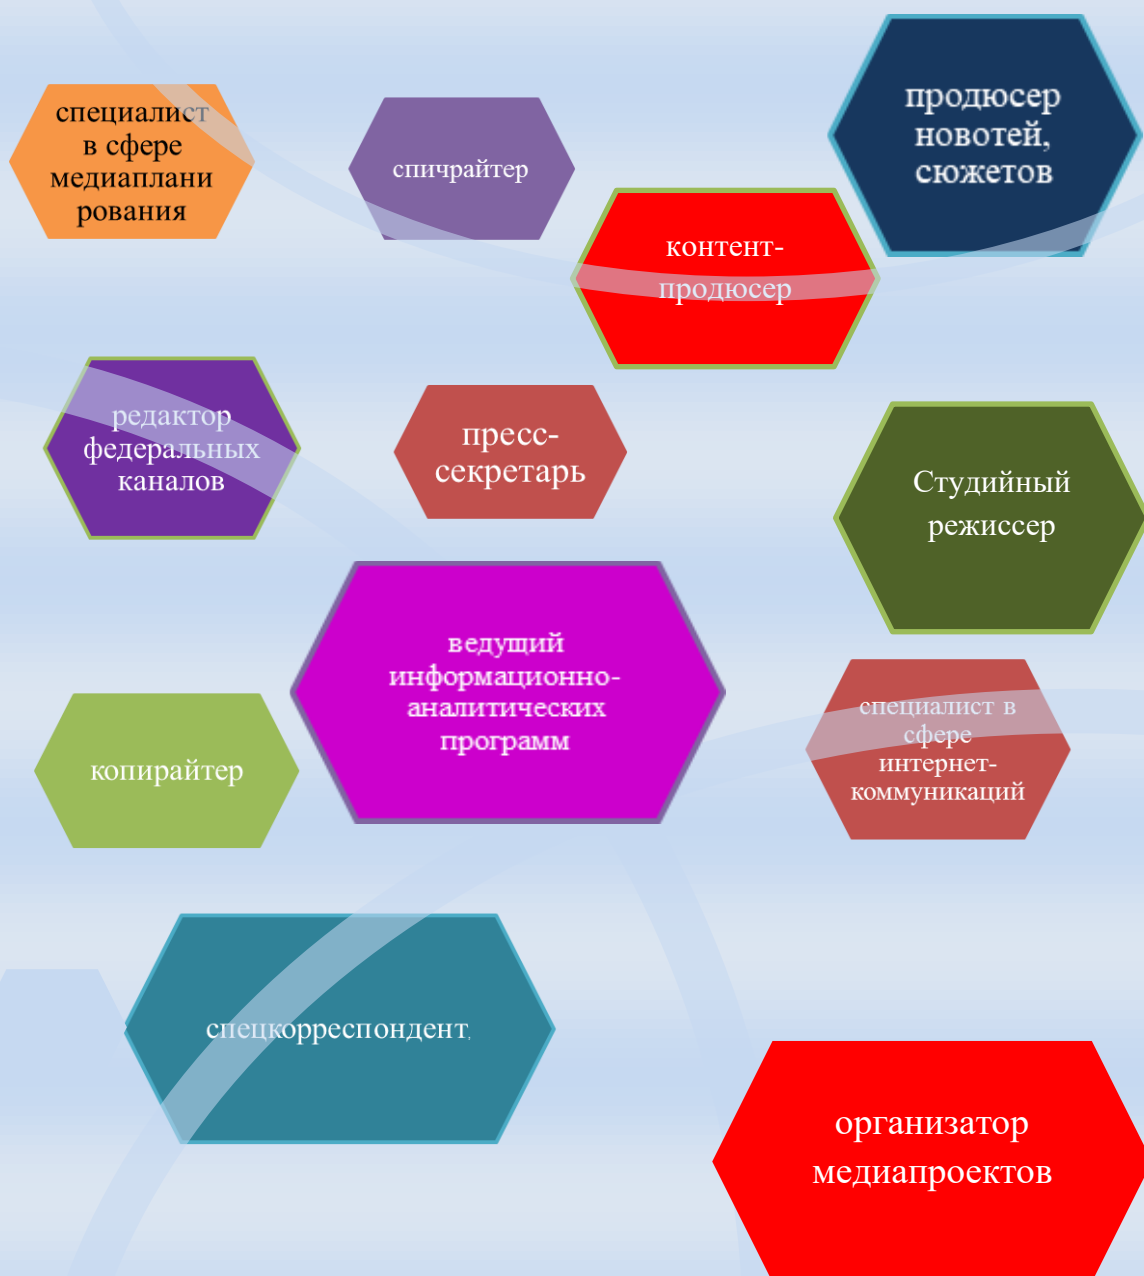 специалист
в сфере
медиаплани
рования
спичрайтер
продюсер
новотей,
сюжетов
контент-
продюсер
редактор
федеральных
каналов
пресс-
секретарь
Студийный
режиссер
ведущий
информационно-
аналитических
программ
специалист в
сфере
интернет-
коммуникаций
копирайтер
спецкорреспондент,
организатор
медиапроектов